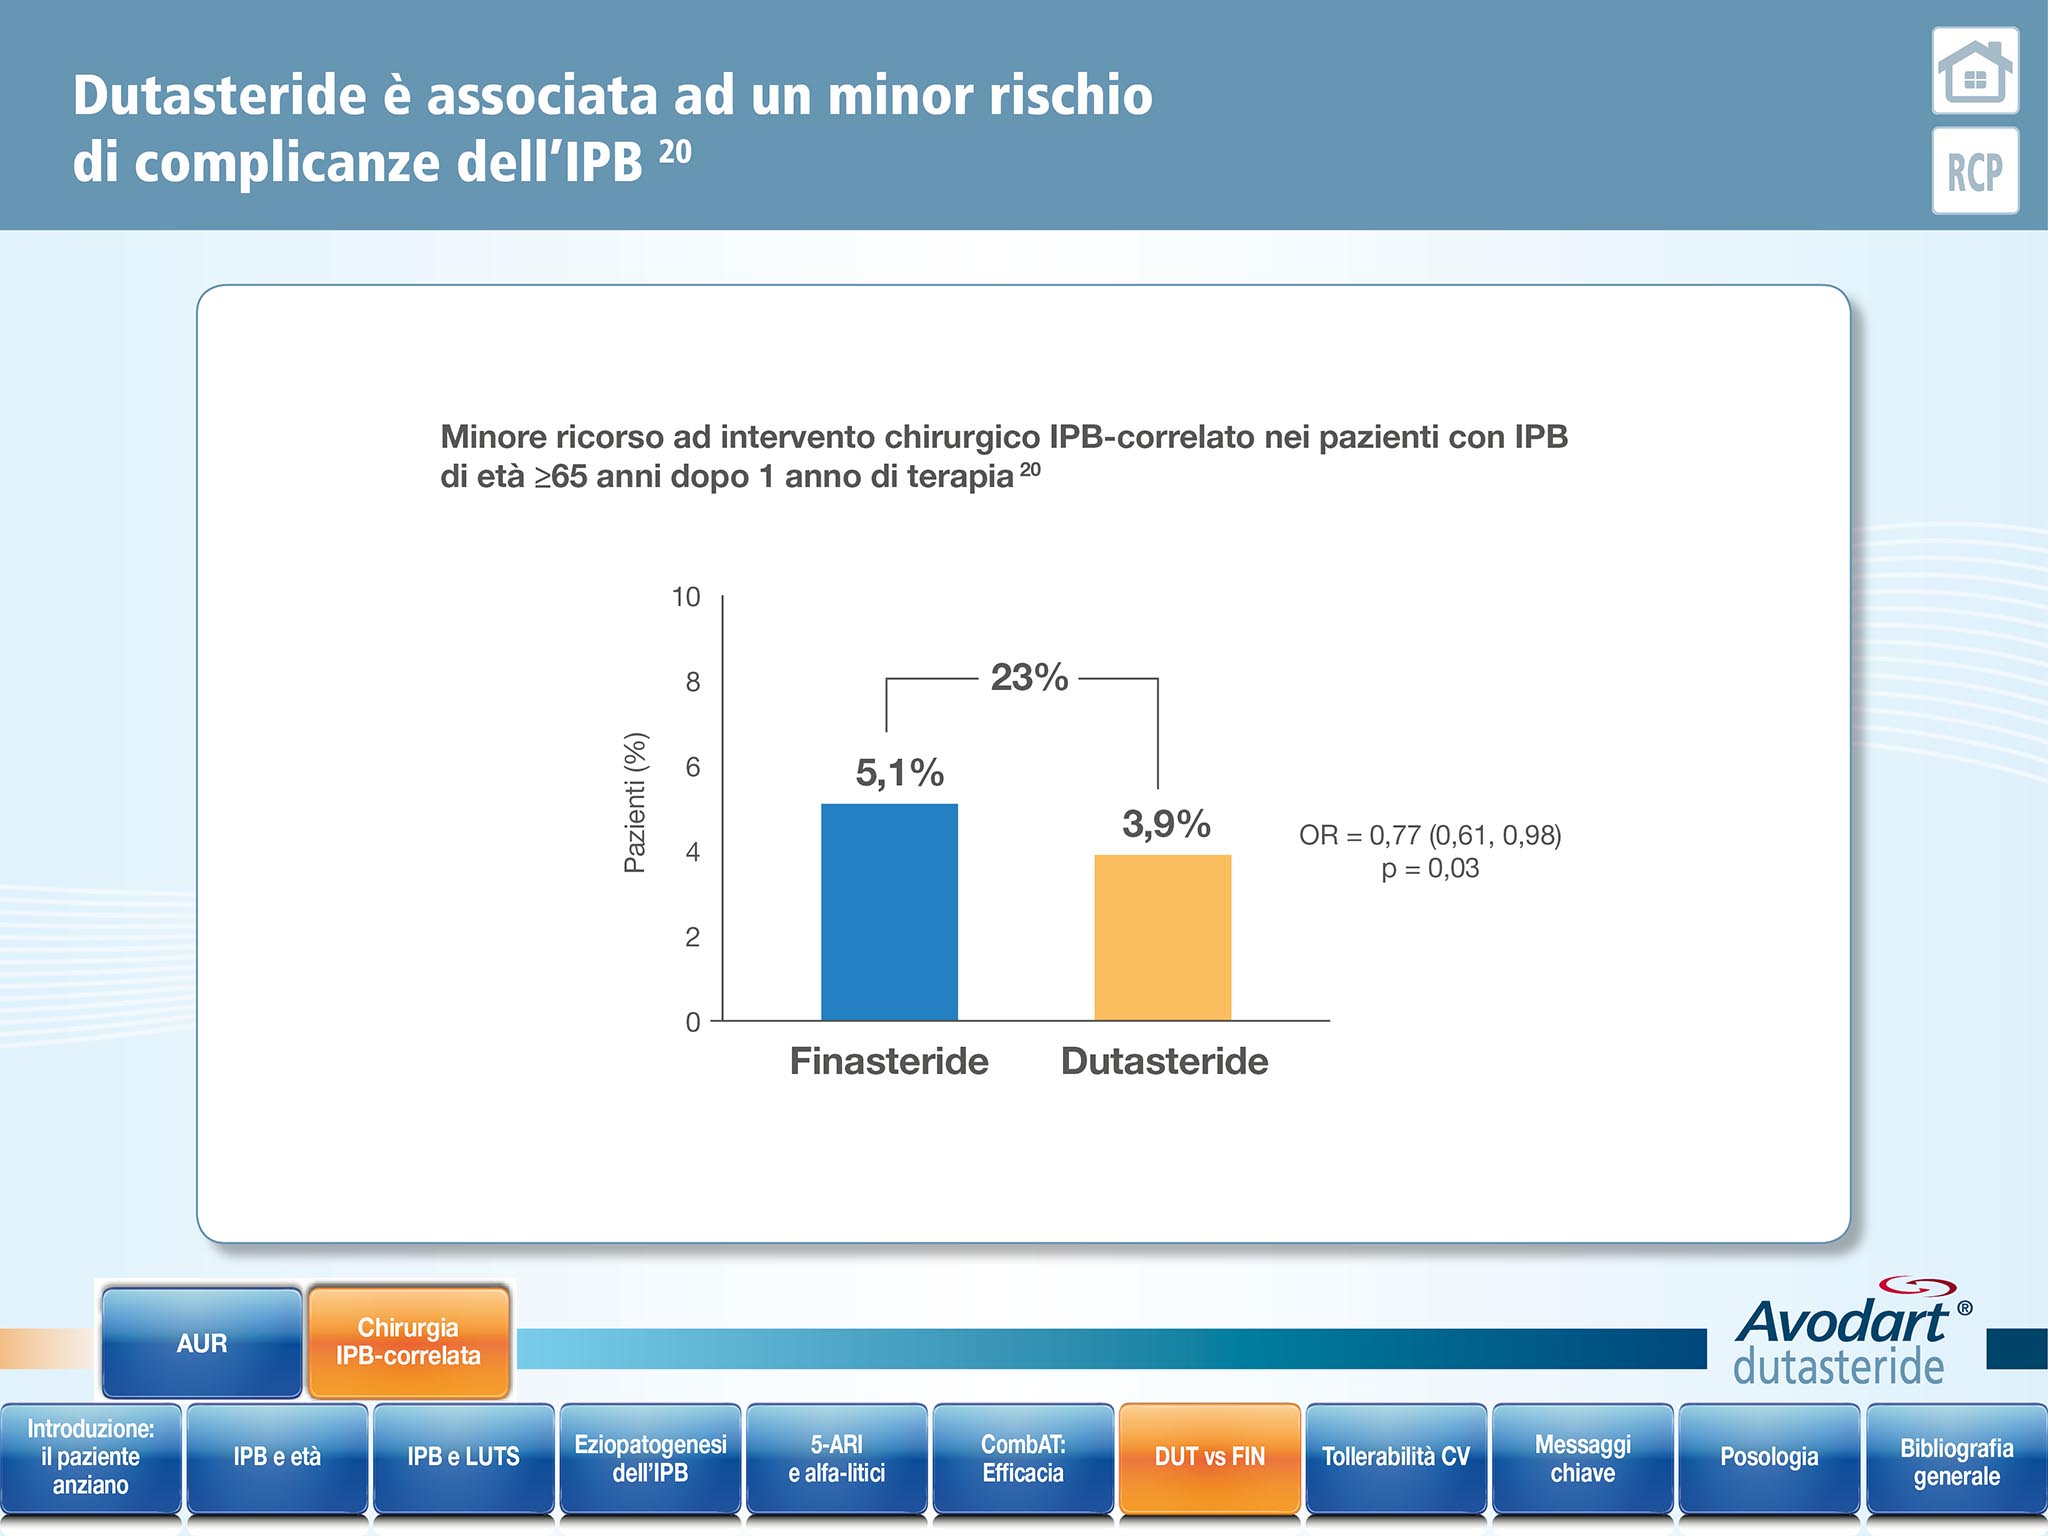 Dutasteride è associata ad un minor rischio
di complicanze dell’IPB 20
RCP
Minore ricorso ad intervento chirurgico IPB-correlato nei pazienti con IPB
di età ≥65 anni dopo 1 anno di terapia 20
10
8
6
4
2
0
Pazienti (%)
23%
5,1%
3,9%
OR = 0,77 (0,61, 0,98)
p = 0,03
Finasteride
Dutasteride
AUR
Chirurgia
IPB-correlata
Avodart ®
dutasteride
Introduzione:
il paziente
anziano
IPB e età
IPB e LUTS
Eziopatogenesi
dell’IPB
5-ARI
e alfa-litici
CombAT:
Efficacia
DUT vs FIN
Tollerabilità CV
Messaggi
chiave
Posologia
Bibliografia
generale